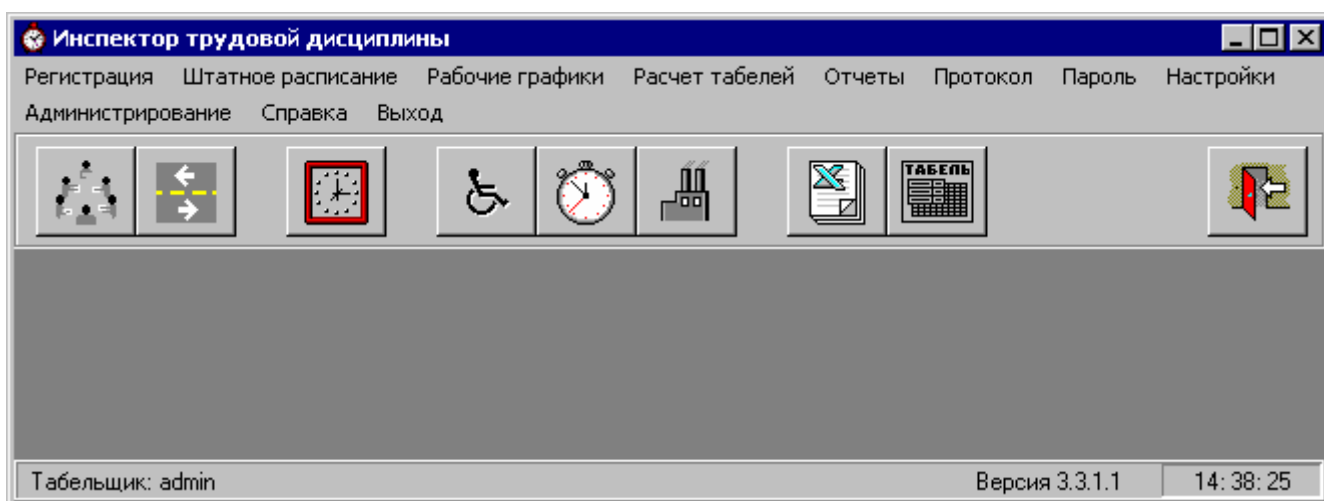 Инспектор трудовой дисциплины
Регистрация Штатное расписание Рабочие графики Расчет табелей Отчеты Протокол Пароль Настройки
Администрирование Справка Выход
ТАБЕЛЬ
Табельщик: admin Версия 3.3.1.1 14:38:25